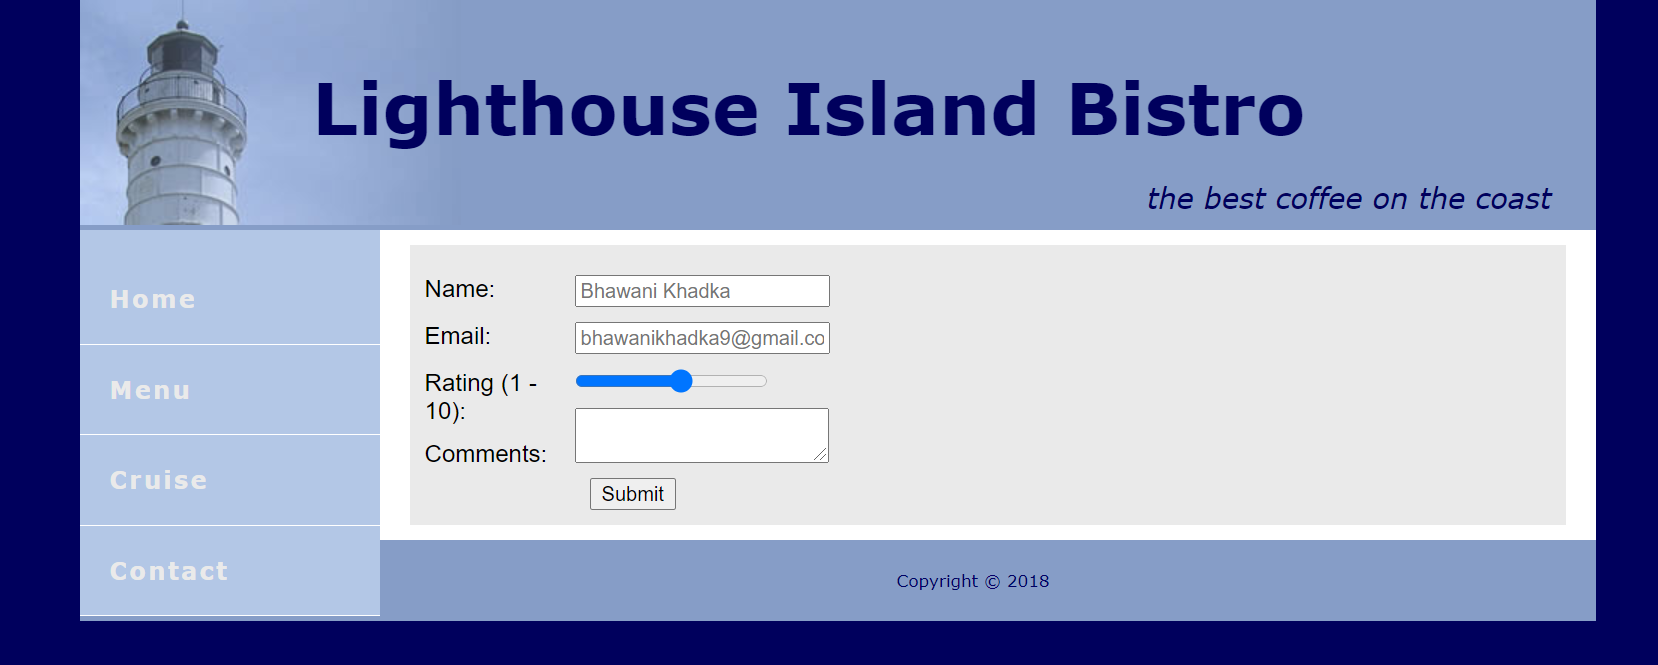 Lighthouse Island Bistro
the best coffee on the coast
Home
Menu
Cruise
Contact
Name:
Bhawani Khadka
Email:
bhawanikhadka9@gmail.co
Rating (1 -
10):
Comments:
Submit
Copyright © 2018